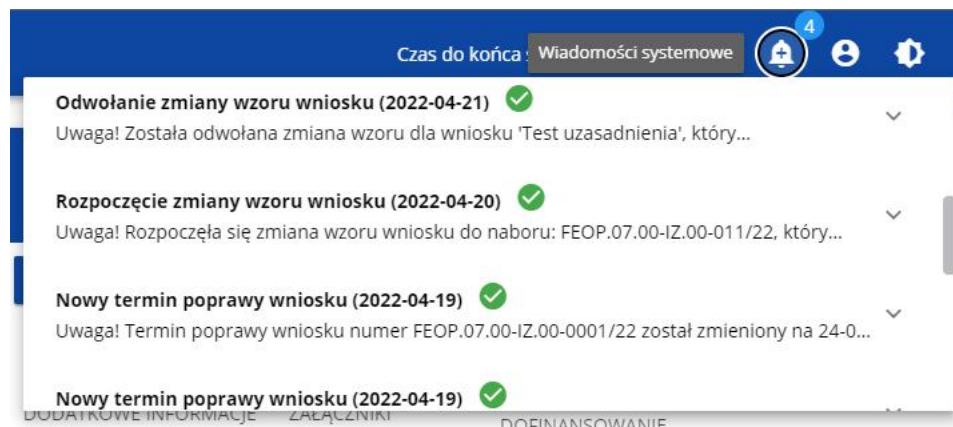 4
Czas do końca
Wiadomości systemowe
Odwołanie zmiany wzoru wniosku (2022-04-21)
Uwaga! Została odwołana zmiana wzoru dla wniosku 'Test uzasadnienia', który...
Rozpoczęcie zmiany wzoru wniosku (2022-04-20)
Uwaga! Rozpoczęła się zmiana wzoru wniosku do naboru: FEOP.07.00-IZ.00-011/22, który...
Nowy termin poprawy wniosku (2022-04-19)
Uwaga! Termin poprawy wniosku numer FEOP.07.00-IZ.00-0001/22 został zmieniony na 24-0...
Nowy termin poprawy wniosku (2022-04-19)
DODATKOWE INFORMACJE ZAŁĄCZNIKI
DOFINANSOWANIE